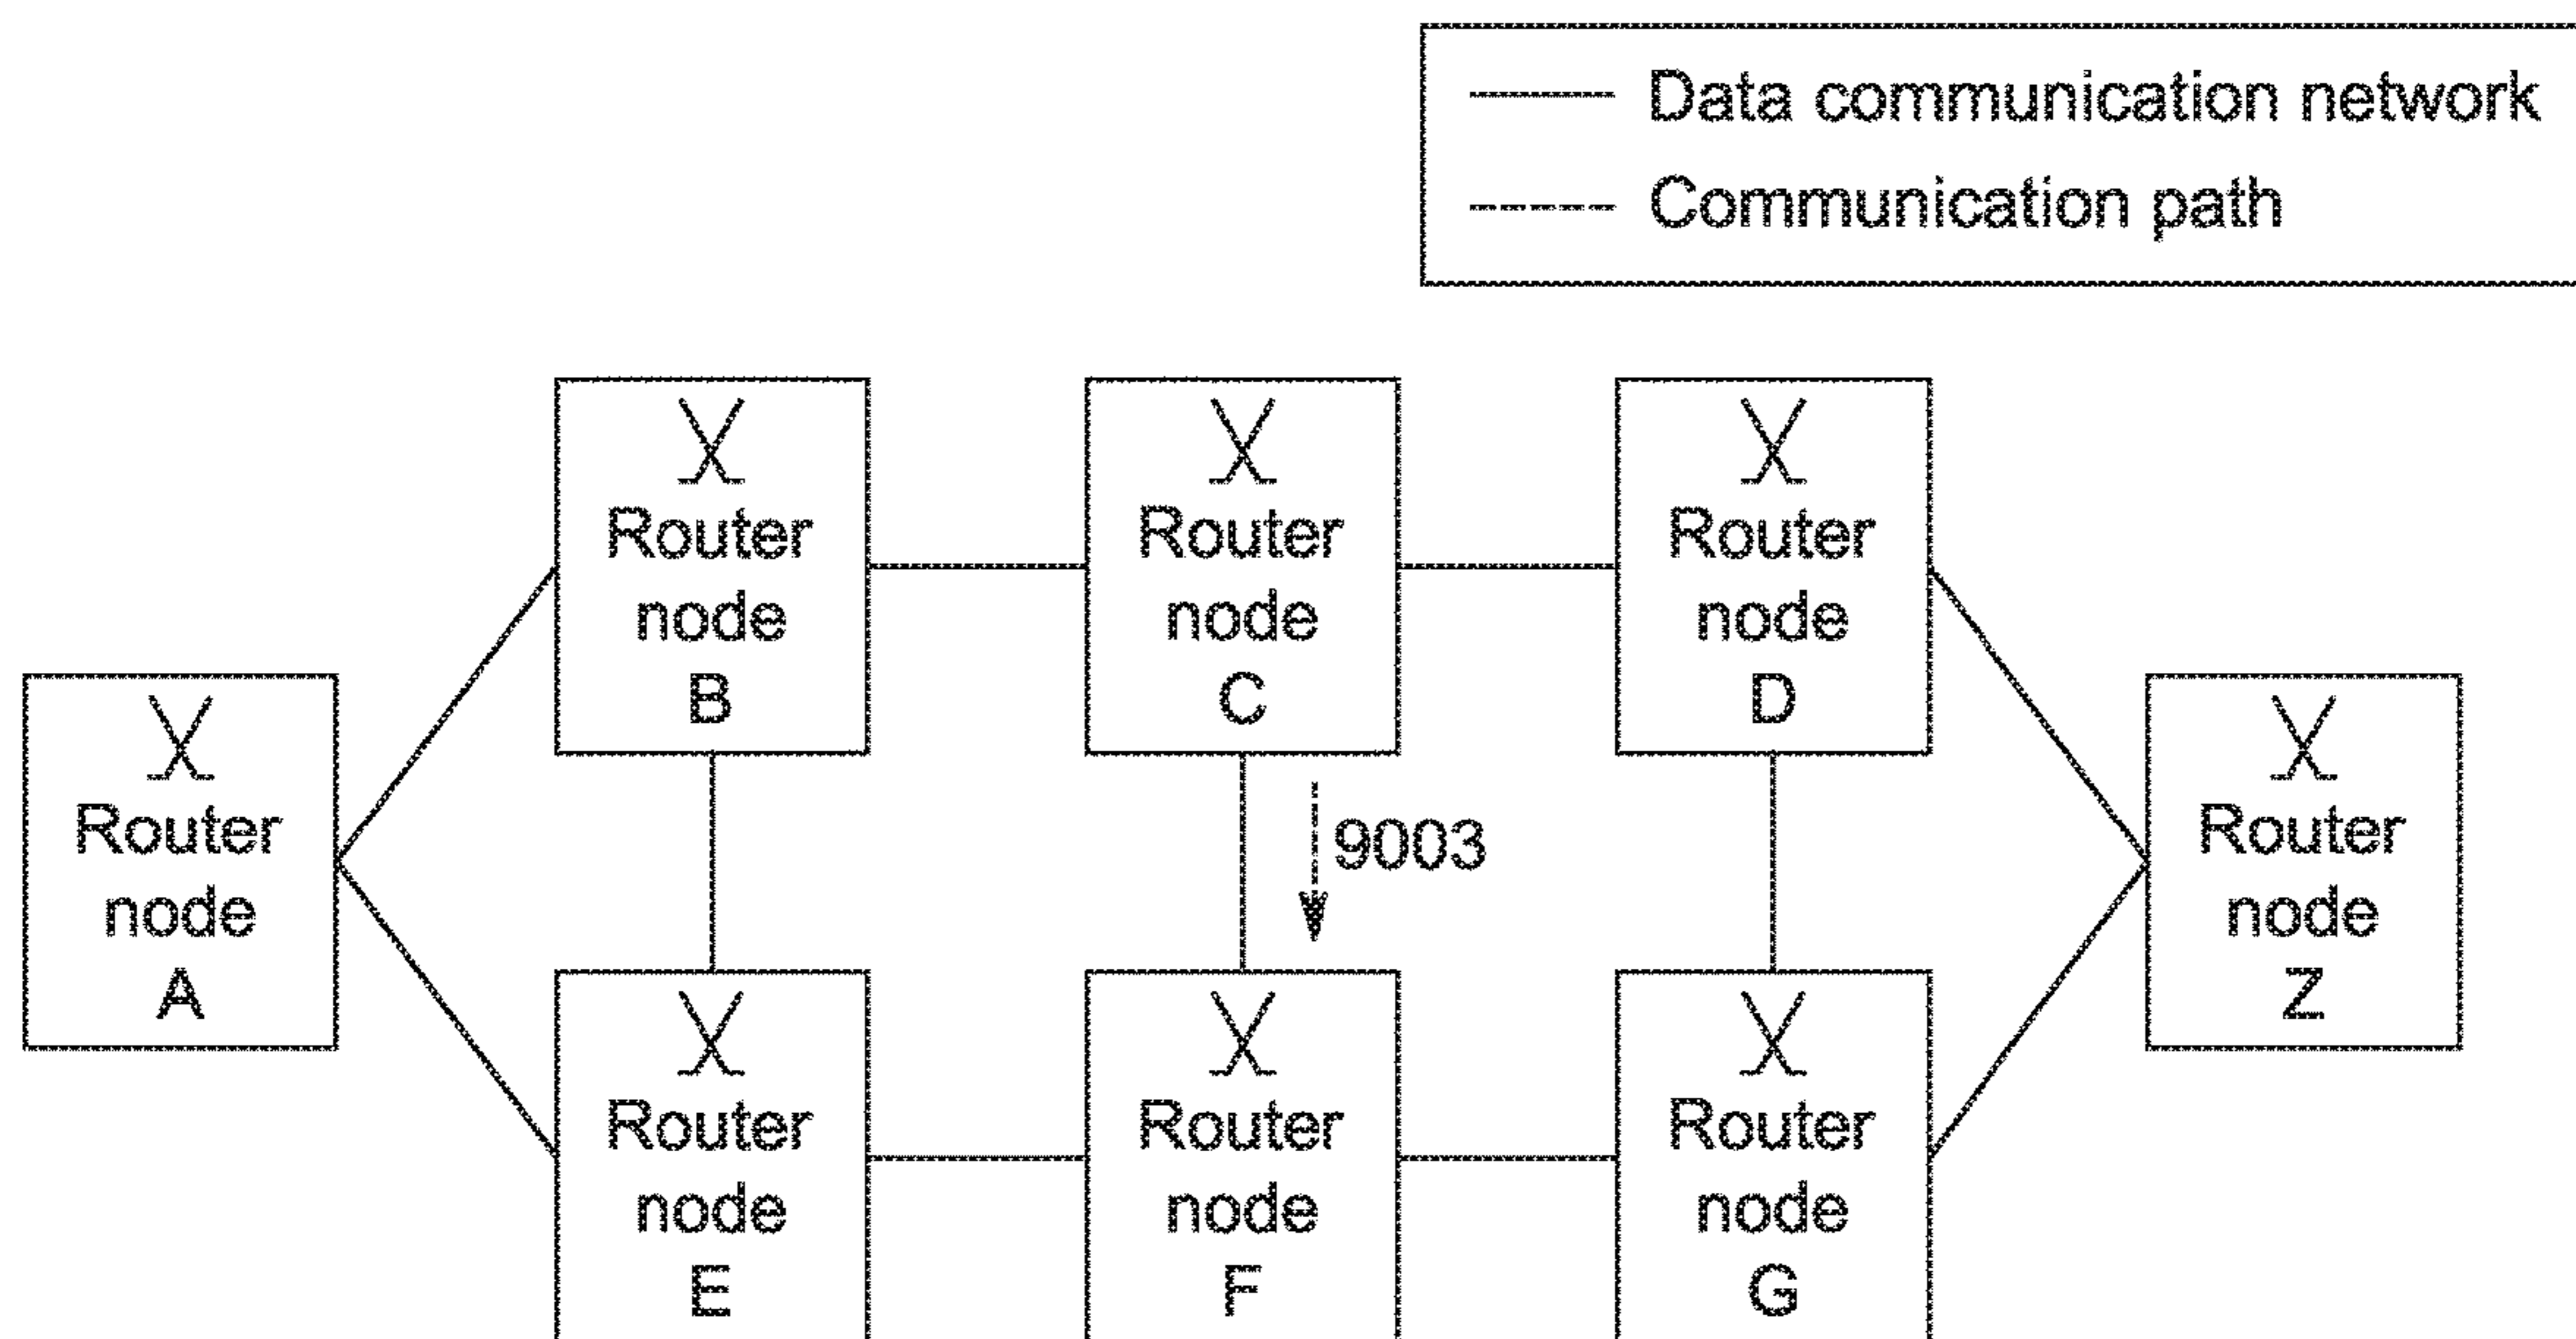 Data communication network
Communication path
Router
node
B
Router
node
C
Router
node
D
Router
node
A
9003
Router
node
Z
Router
node
E
Router
node
F
Router
node
G